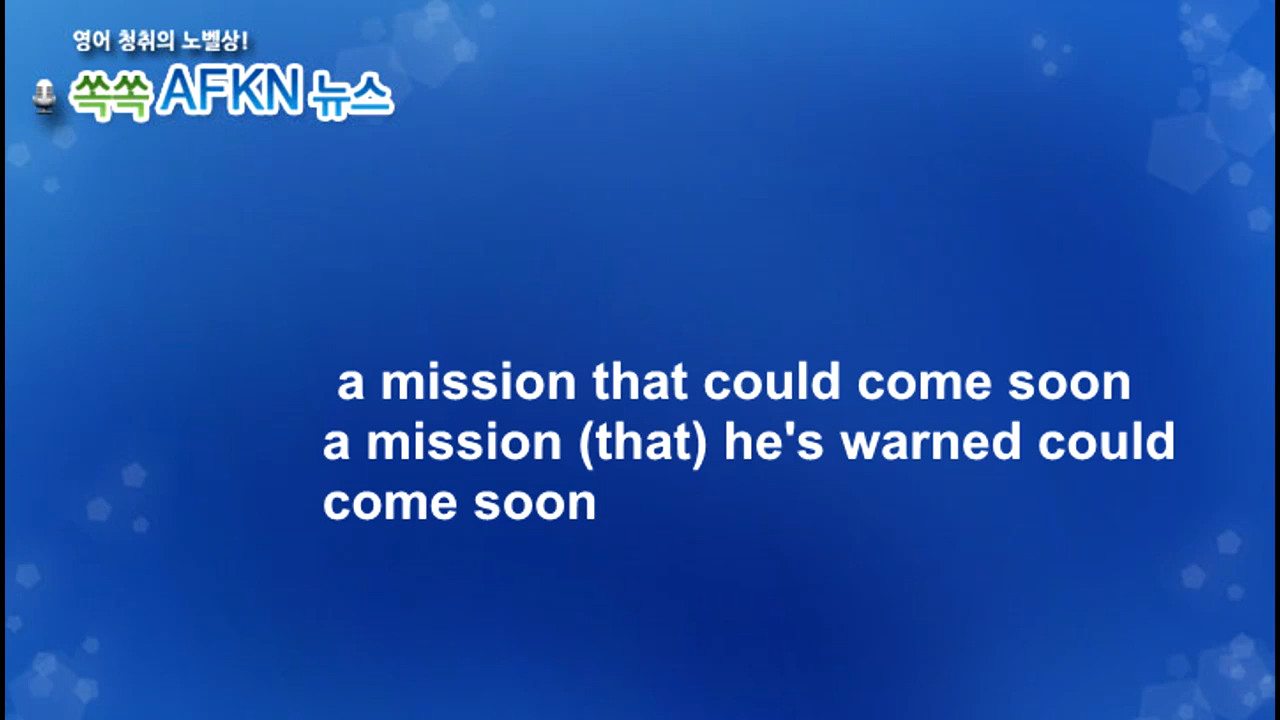 영어 청취의 노벨상!
쏙쏙 AFKN 뉴스
a mission that could come soon
a mission (that) he's warned could
come soon